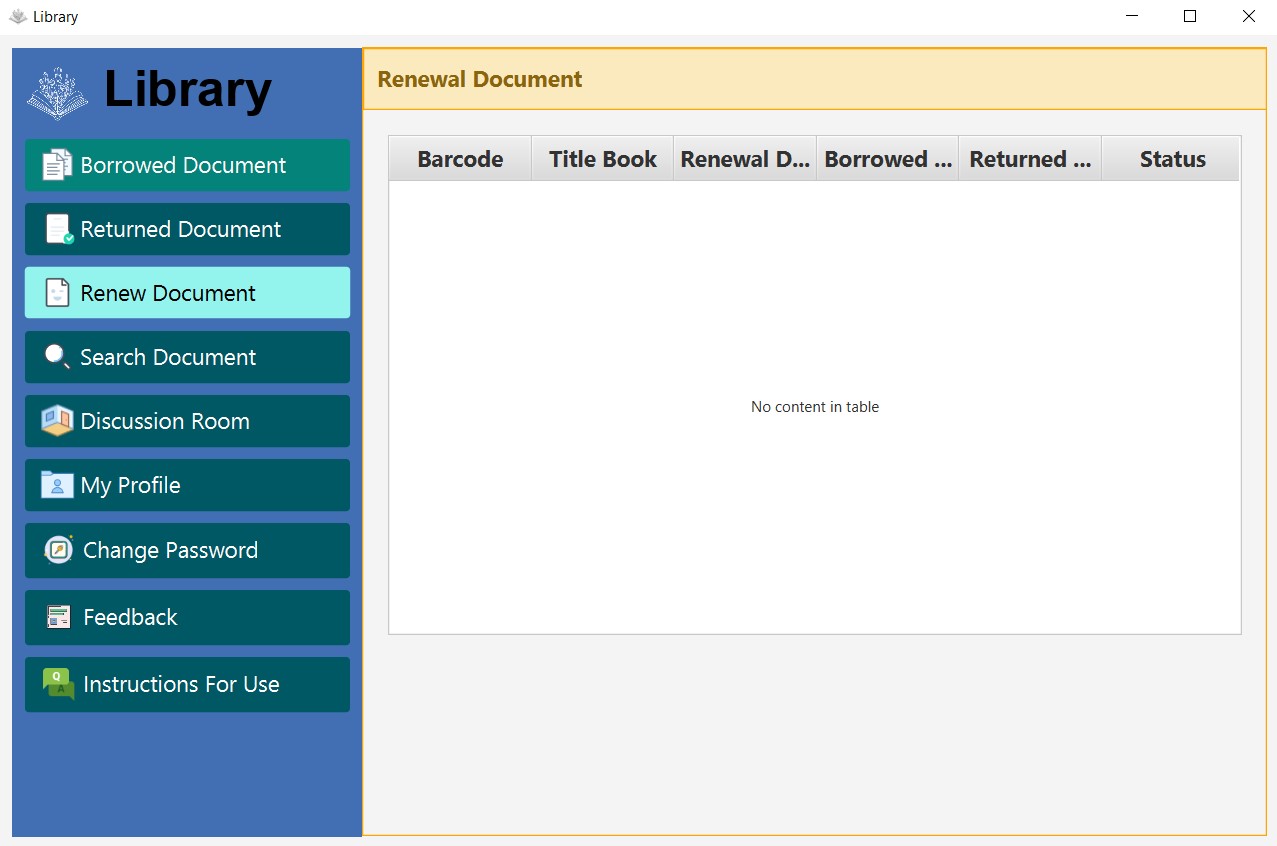 Library
Library
Borrowed Document
Returned Document
Renew Document
Search Document
Discussion Room
My Profile
Change Password
Feedback
Q
A
Instructions For Use
Renewal Document
Barcode Title Book Renewal D... Borrowed ... Returned ... Status
No content in table